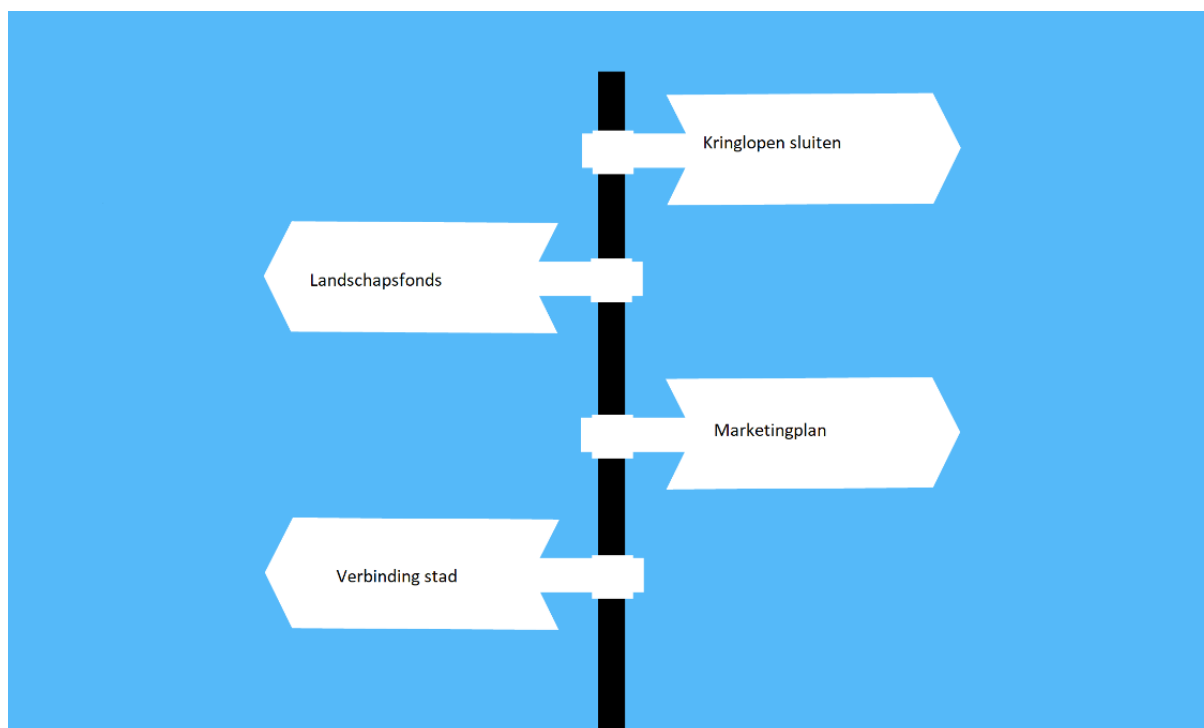 Kringlopen sluiten
Landschapsfonds
Marketingplan
Verbinding stad